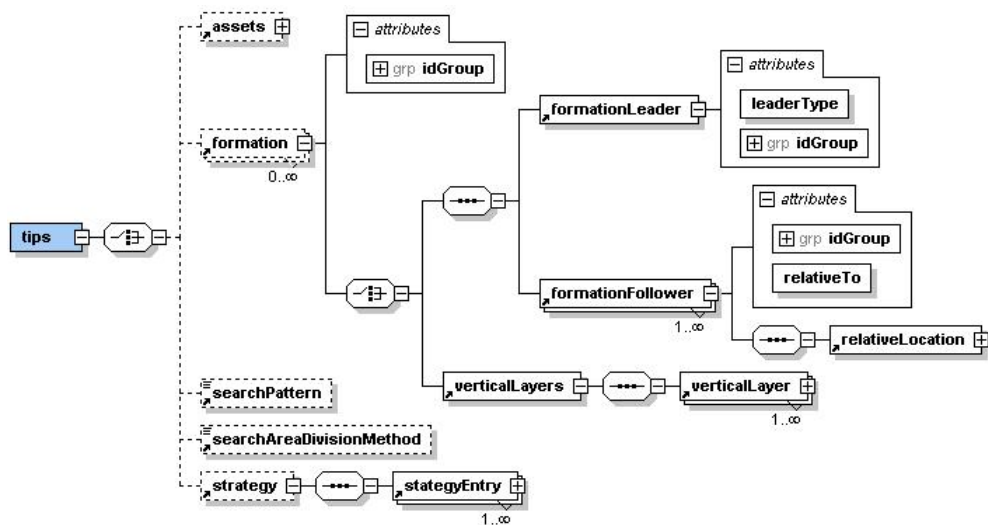 assets
attributes
grp idGroup
attributes
leaderType
grp idGroup
formationLeader
formation
0..∞
attributes
grp idGroup
relativeTo
tips
formationFollower
1..∞
relativeLocation
verticalLayers
verticalLayer
1..∞
searchPattern
searchAreaDivisionMethod
strategy
stategyEntry
1..∞